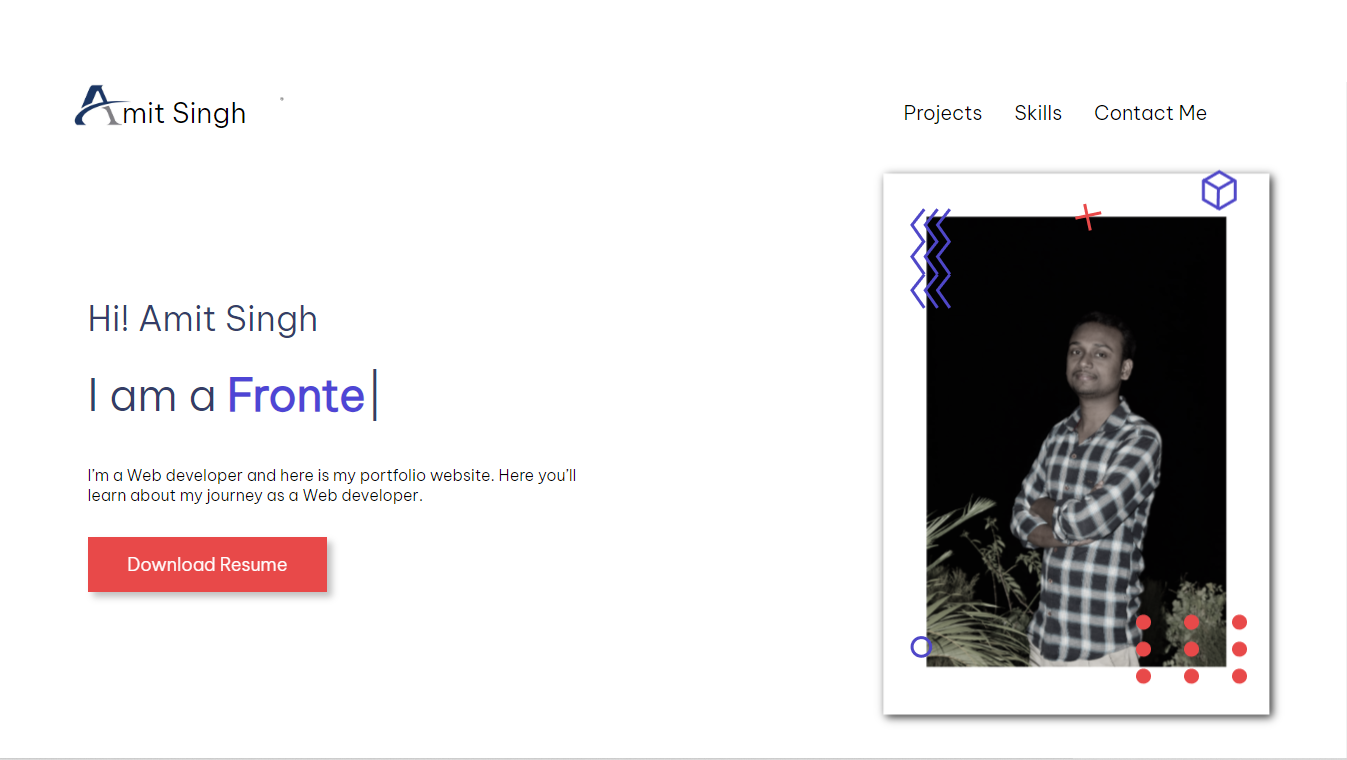 Amit Singh
Projects Skills Contact Me
Hi! Amit Singh
I am a Fronte
I'm a Web developer and here is my portfolio website. Here you'll
learn about my journey as a Web developer.
Download Resume